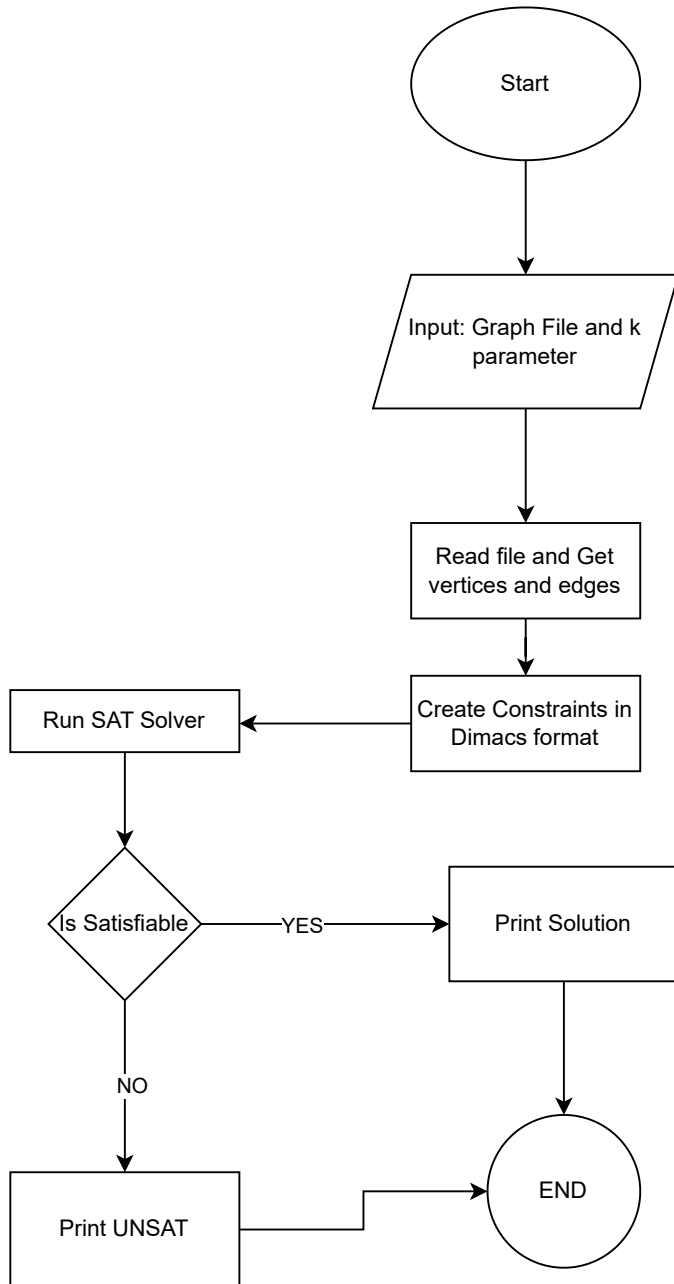 Start
Input: Graph File and k
parameter
Read file and Get
vertices and edges
Create Constraints in
Dimacs format
Run SAT Solver
Is Satisfiable
YES
Print Solution
NO
Print UNSAT
END